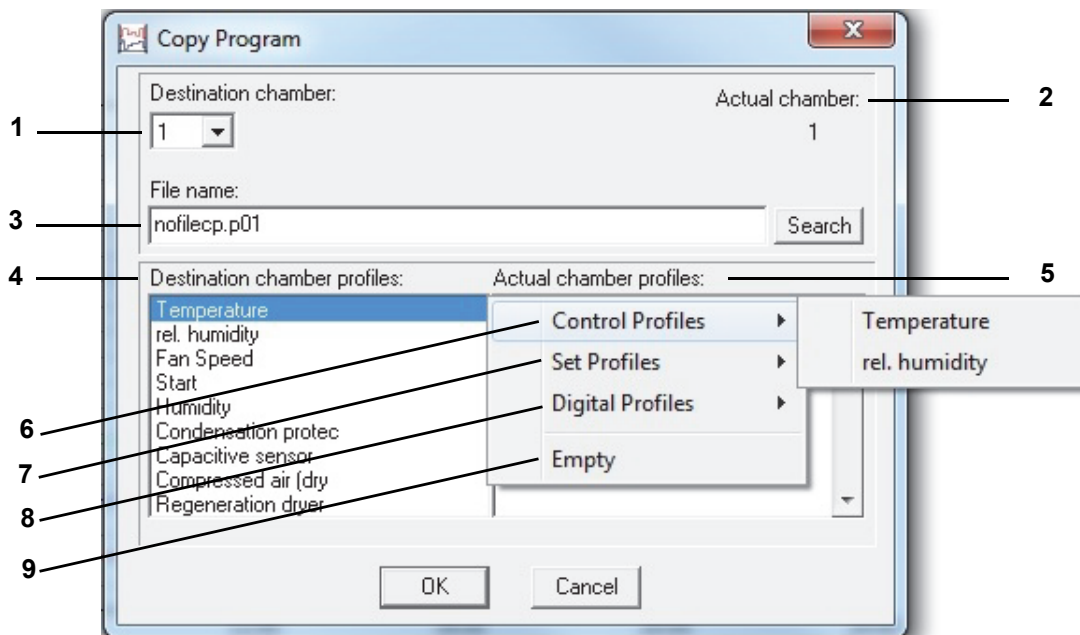 Copy Program
Destination chamber:
Actual chamber:
2
1
1
1
File name:
3
nofilecp.p01
Search
4
Destination chamber profiles:
Actual chamber profiles:
5
Temperature
rel. humidity
Fan Speed
Start
Humidity
Condensation protec
Capacitive sensor
Compressed air (dry
Regeneration dryer
Control Profiles
Set Profiles
Digital Profiles
Empty
Temperature
rel. humidity
6
7
8
9
OK
Cancel